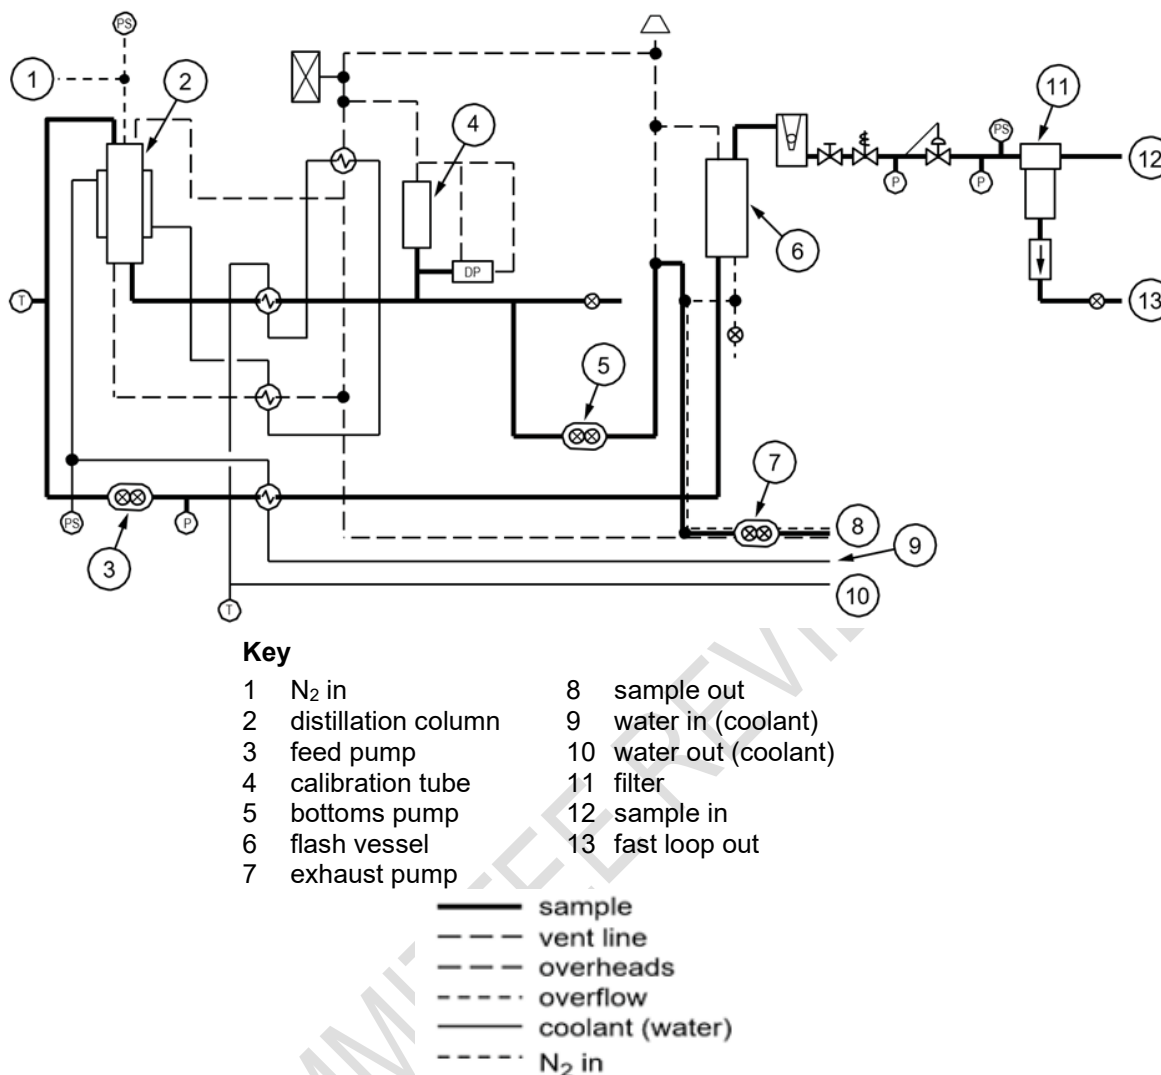 PS
1
2
4
11
PS
12
P
P
6
DP
T
13
5
7
8
PS
P
3
9
10
T
Key
1 N₂ in
2 distillation column
3 feed pump
4 calibration tube
5 bottoms pump
6 flash vessel
7 exhaust pump
8 sample out
9 water in (coolant)
10 water out (coolant)
11 filter
12 sample in
13 fast loop out
sample
vent line
overheads
overflow
coolant (water)
N₂ in